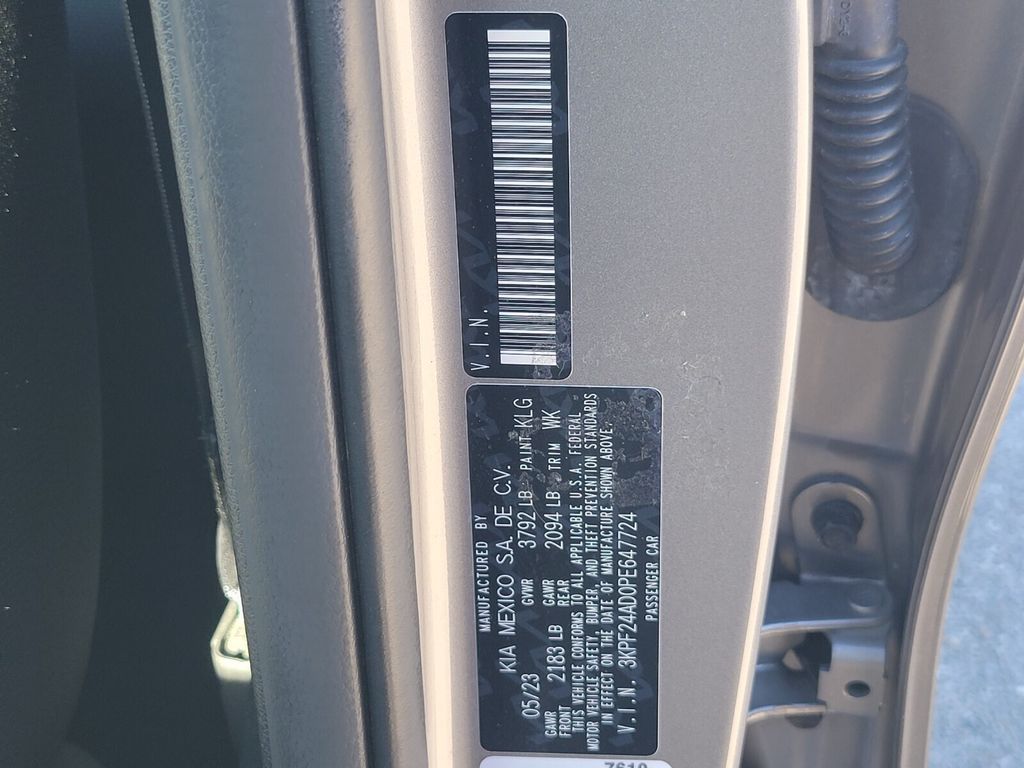 V.I.N.
MANUFACTURED BY
KIA MEXICO S.A. DE C.V.
05/23 GVWR 3792 LB PAINT KLG
GAWR FRONT 2183 LB GAWR REAR 2094 LB TRIM WK
THIS VEHICLE CONFORMS TO ALL APPLICABLE U.S.A. FEDERAL
MOTOR VEHICLE SAFETY, BUMPER, AND THEFT PREVENTION STANDARDS
IN EFFECT ON THE DATE OF MANUFACTURE SHOWN ABOVE.
V.I.N. 3KPF24AD0PE647724
PASSENGER CAR